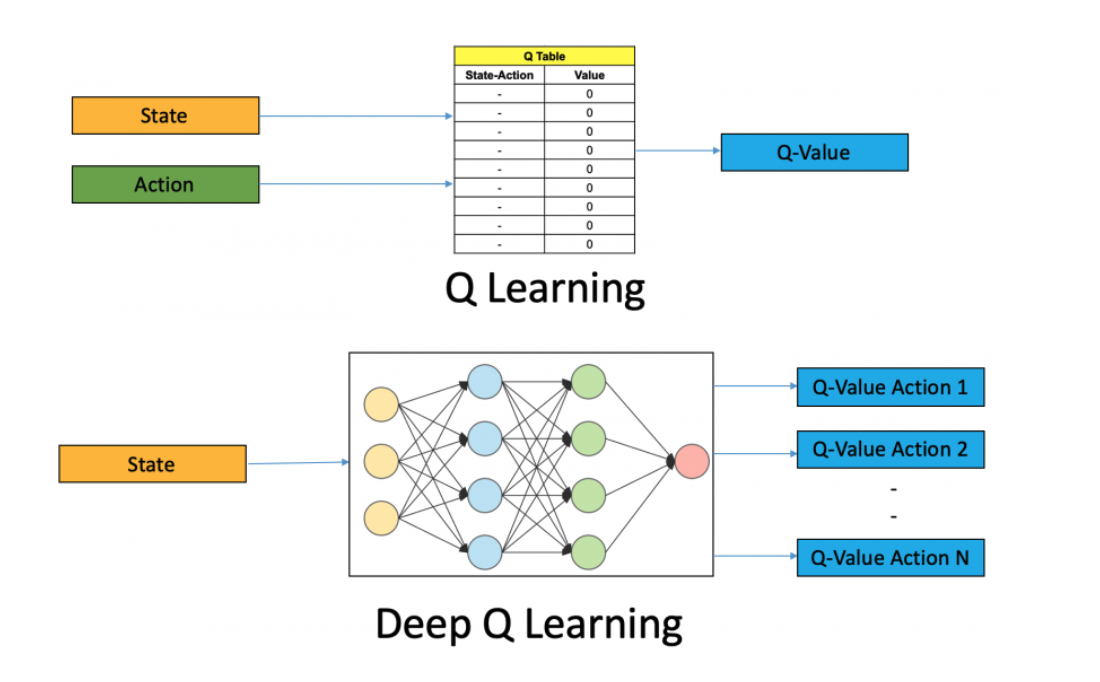 Q Table
State-Action Value
- 0
- 0
- 0
- 0
- 0
- 0
- 0
- 0
- 0
State
Action
Q-Value
Q Learning
State
Q-Value Action 1
Q-Value Action 2
-
-
Q-Value Action N
Deep Q Learning